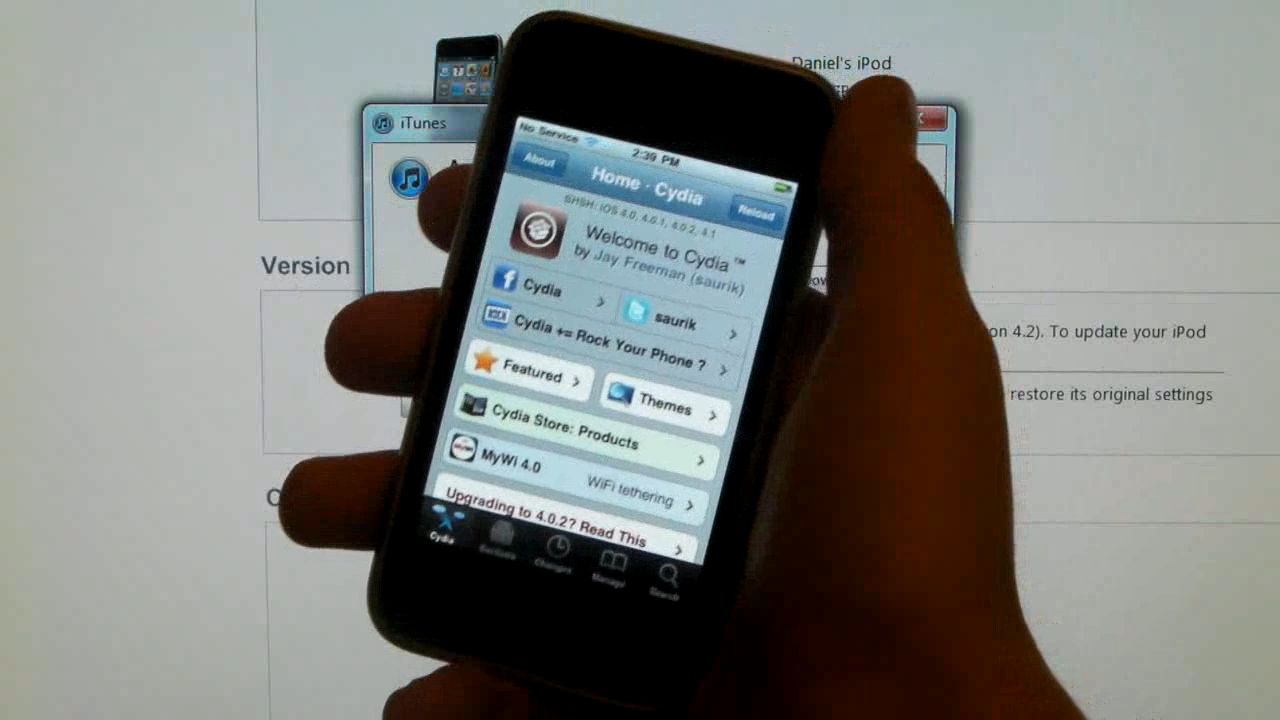 Daniel's iPod
iTunes
No Service
2:39 PM
About
Home · Cydia
Reload
SHSH: iOS 4.0, 4.0.1, 4.0.2, 4.1
Welcome to Cydia™
by Jay Freeman (saurik)
Version
Cydia
saurik
Cydia += Rock Your Phone ?
on 4.2). To update your iPod
Featured
Themes
restore its original settings
Cydia Store: Products
MyWi 4.0
WiFi tethering
Upgrading to 4.0.2? Read This
Cydia
Sections
Changes
Manage
Search